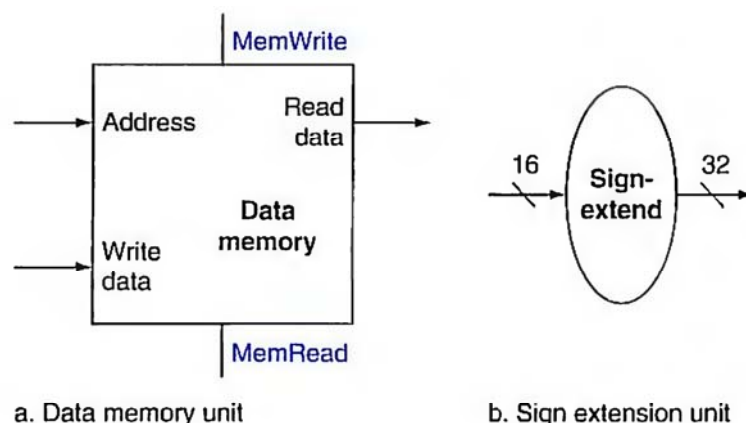 MemWrite
Address
Read
data
Data
memory
Write
data
MemRead
a. Data memory unit
16
Sign-
extend
32
b. Sign extension unit